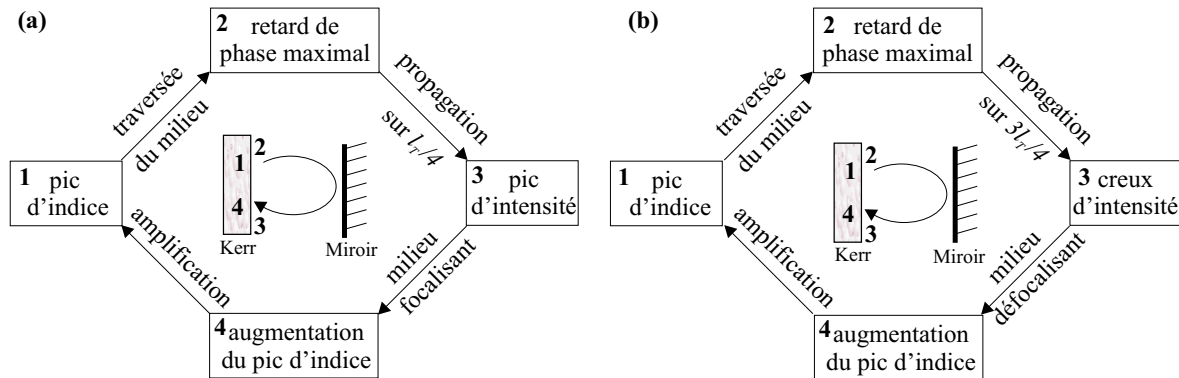 (a)
2 retard de
phase maximal
traversée
du milieu
propagation
sur l_r/4
1 pic
d'indice
1
2
4
3
Kerr
Miroir
3 pic
d'intensité
amplification
milieu
focalisant
4 augmentation
du pic d'indice
(b)
2 retard de
phase maximal
traversée
du milieu
propagation
sur 3l_r/4
1 pic
d'indice
1
2
4
3
Kerr
Miroir
3 creux
d'intensité
amplification
milieu
défocalisant
4 augmentation
du pic d'indice